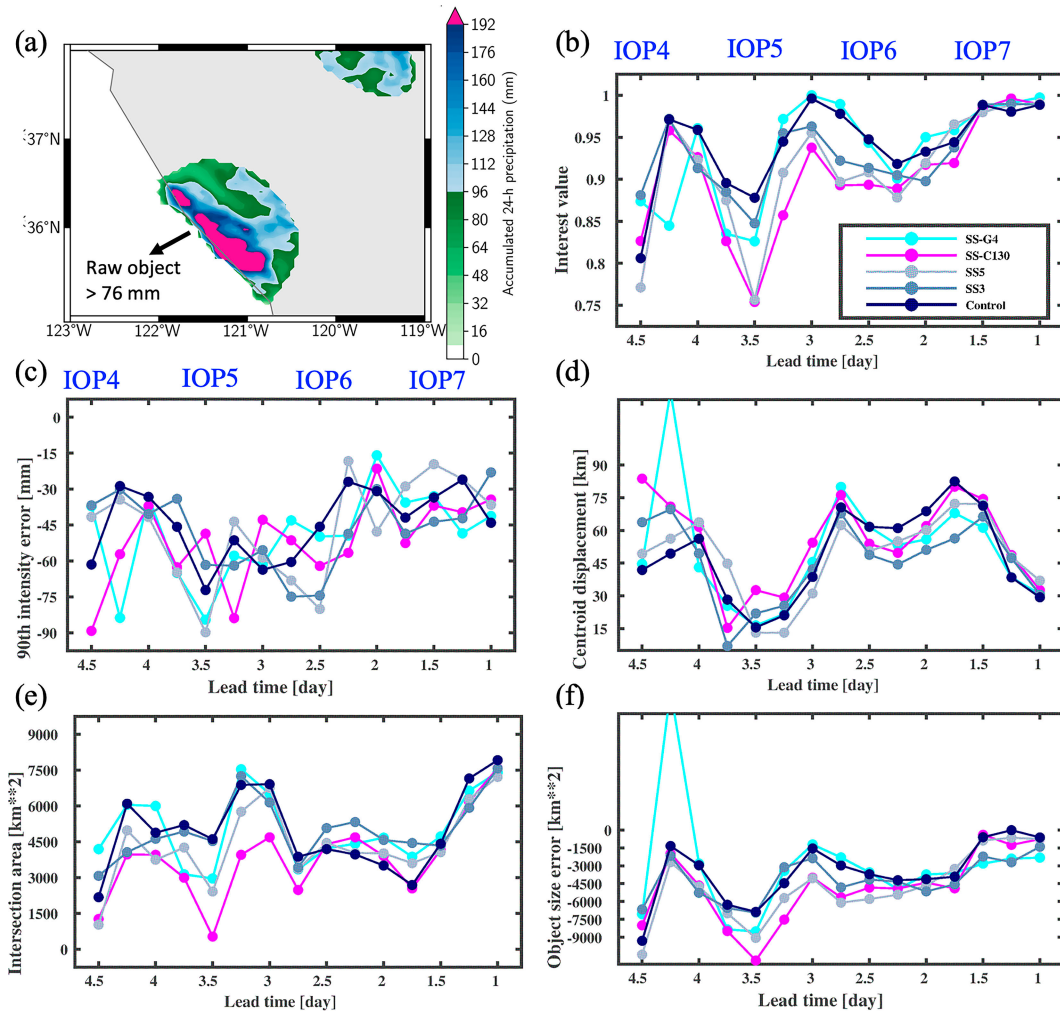 (a)
192
176
160
144
128
112
96
80
64
48
32
16
0
Accumulated 24-h precipitation (mm)
37°N
36°N
Raw object
> 76 mm
123°W
122°W
121°W
120°W
119°W
(b)
IOP4
IOP5
IOP6
IOP7
1
0.95
0.9
0.85
0.8
0.75
Interest value
SS-G4
SS-C130
SS5
SS3
Control
4.5
4
3.5
3
2.5
2
1.5
1
Lead time [day]
(c)
IOP4
IOP5
IOP6
IOP7
0
-15
-30
-45
-60
-75
-90
90th intensity error [mm]
4.5
4
3.5
3
2.5
2
1.5
1
Lead time [day]
(d)
90
75
60
45
30
15
Centroid displacement [km]
4.5
4
3.5
3
2.5
2
1.5
1
Lead time [day]
(e)
9000
7500
6000
4500
3000
1500
0
Intersection area [km**2]
4.5
4
3.5
3
2.5
2
1.5
1
Lead time [day]
(f)
0
-1500
-3000
-4500
-6000
-7500
-9000
Object size error [km**2]
4.5
4
3.5
3
2.5
2
1.5
1
Lead time [day]